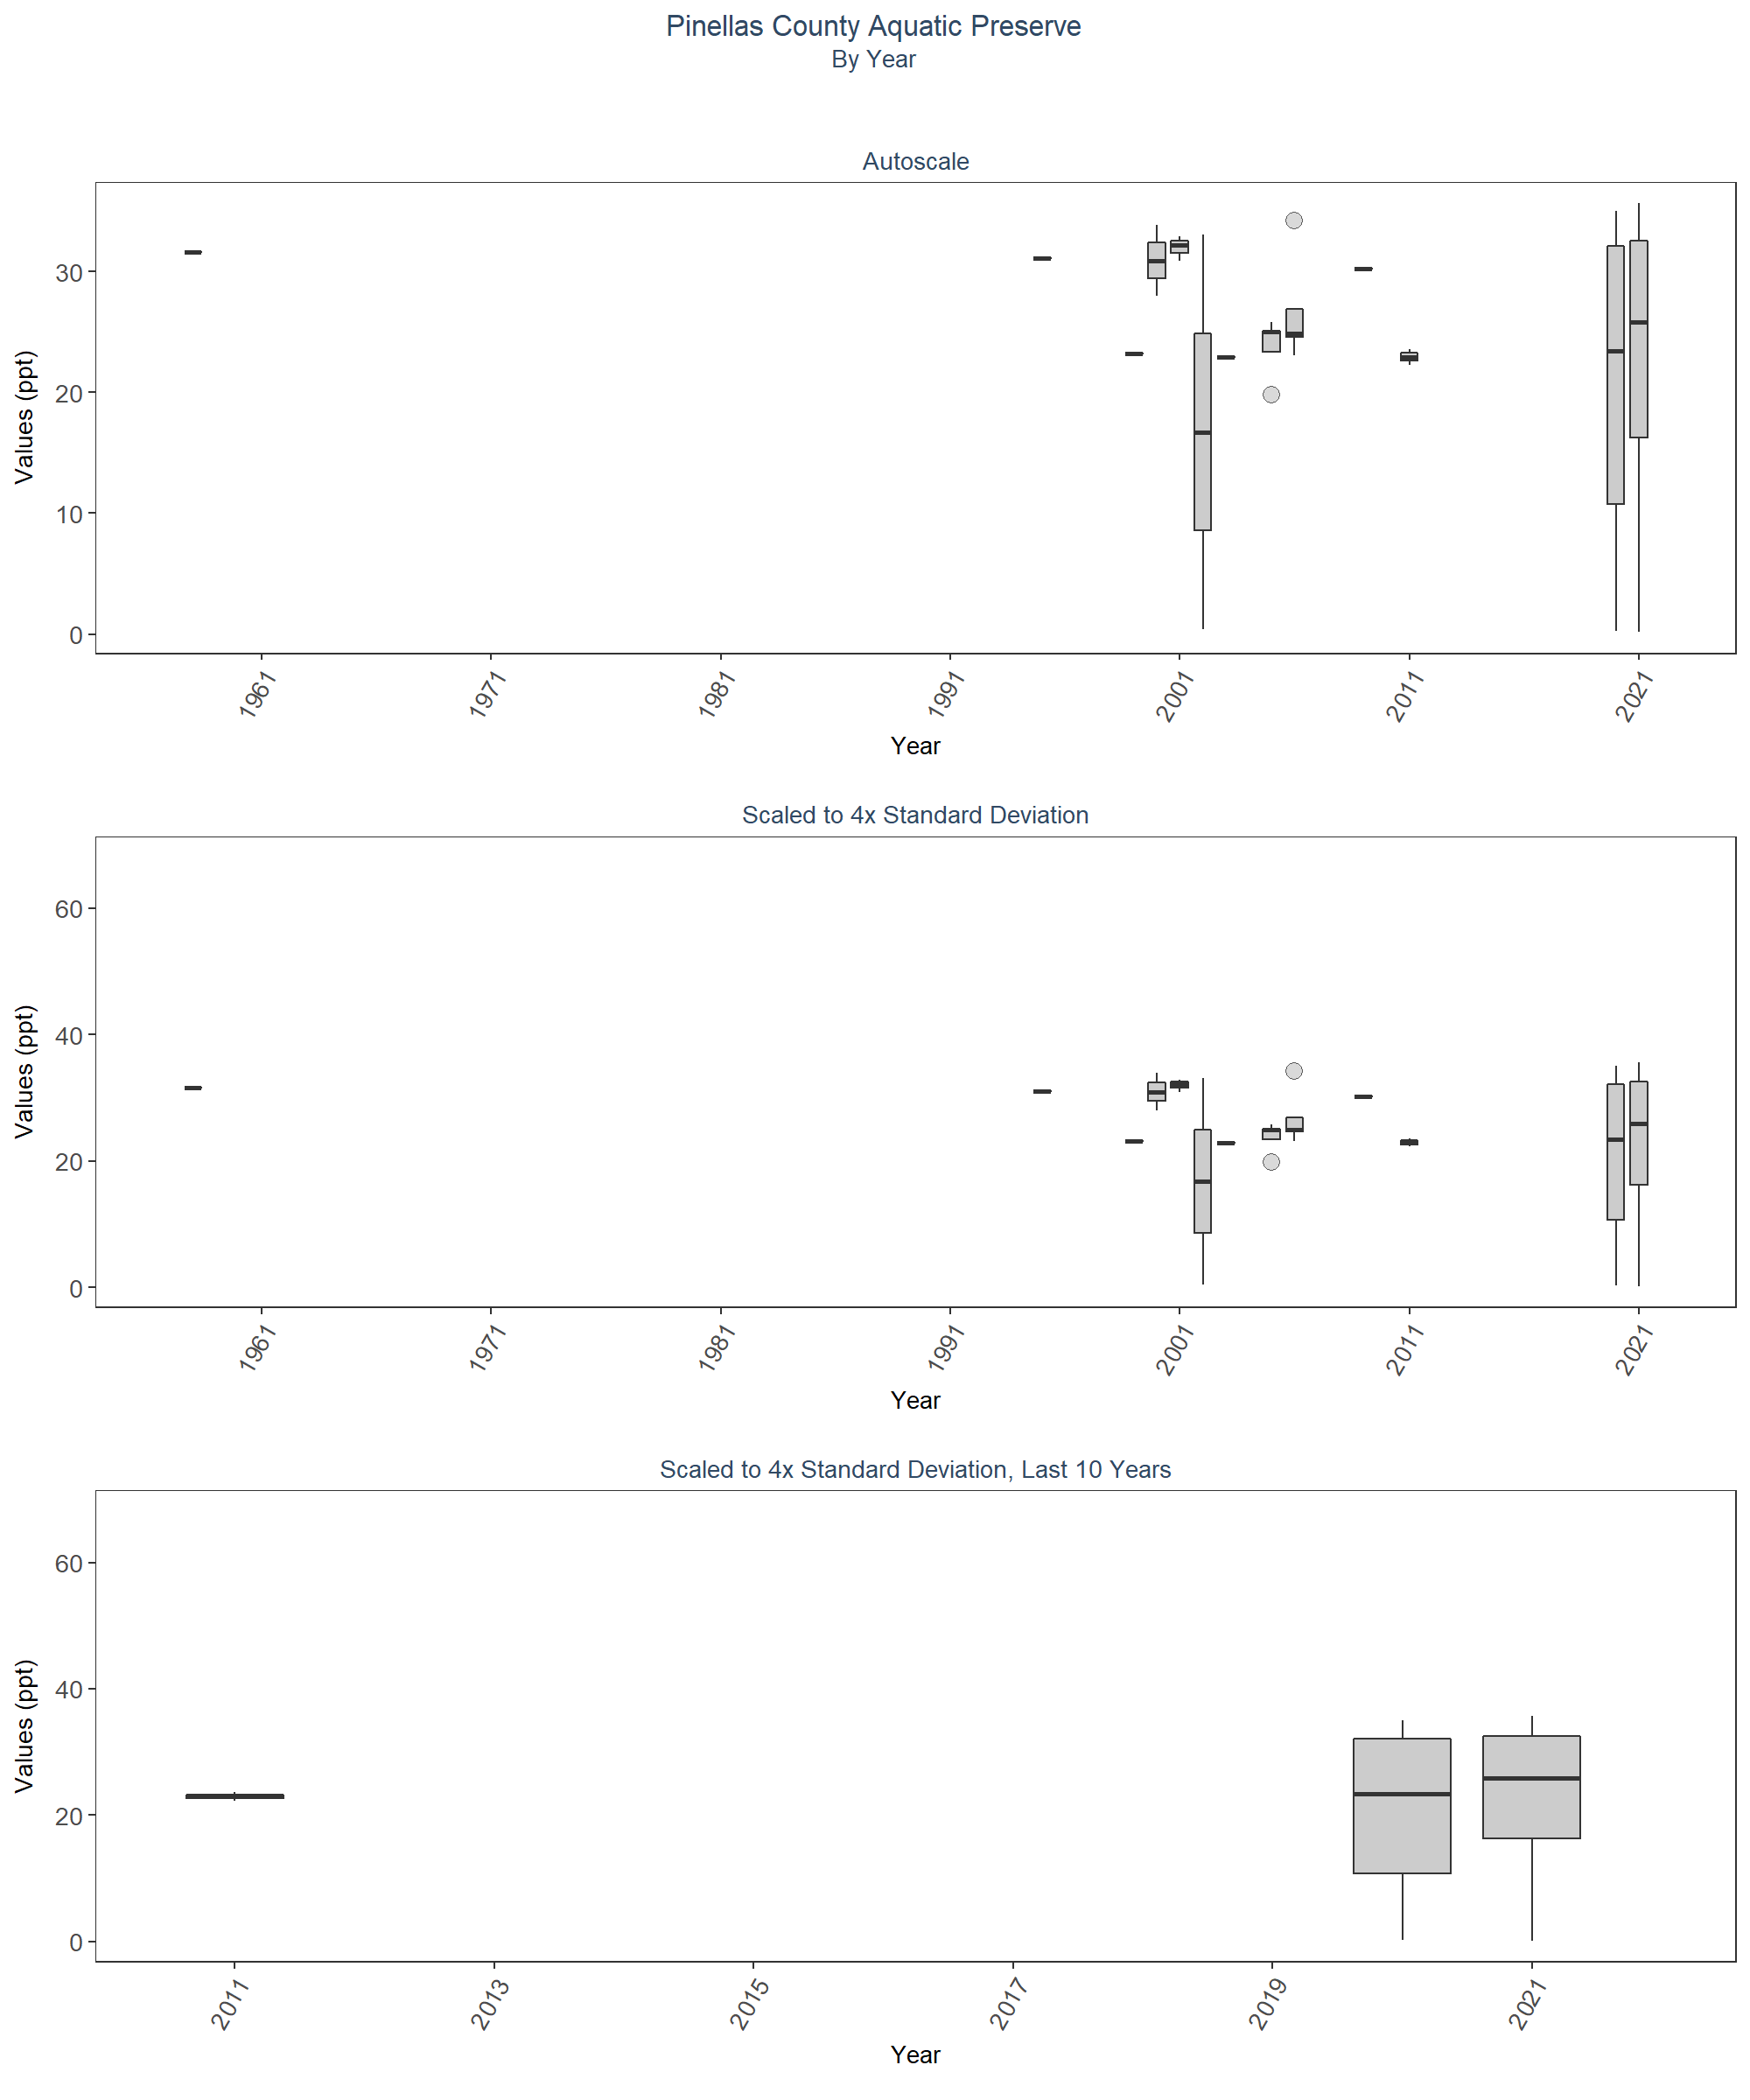 Pinellas County Aquatic Preserve
By Year
Autoscale
Values (ppt)
30
20
10
0
1961 1971 1981 1991 2001 2011 2021
Year
Scaled to 4x Standard Deviation
Values (ppt)
60
40
20
0
1961 1971 1981 1991 2001 2011 2021
Year
Scaled to 4x Standard Deviation, Last 10 Years
Values (ppt)
60
40
20
0
2011 2013 2015 2017 2019 2021
Year